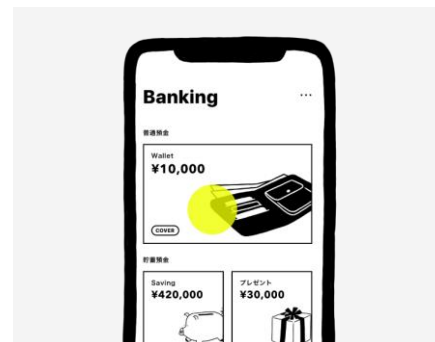 Banking
普通預金
Wallet
¥10,000
COVER
貯蓄預金
Saving
¥420,000
プレゼント
¥30,000